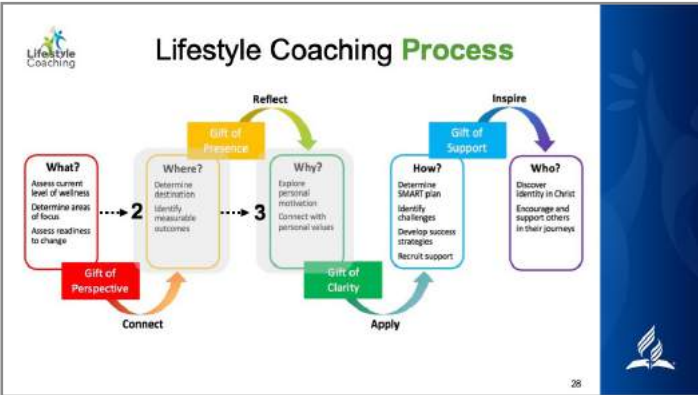 Lifestyle
Coaching
Lifestyle Coaching Process
Reflect
Inspire
Gift of
Presence
Gift of
Support
What?
Assess current
level of wellness
Determine areas
of focus
Assess readiness
to change
2
Where?
Determine
destination
Identify
measurable
outcomes
3
Why?
Explore
personal
motivation
Connect with
personal values
How?
Determine
SMART plan
Identify
challenges
Develop success
strategies
Recruit support
Who?
Discover
identity in Christ
Encourage and
support others
in their journeys
Gift of
Perspective
Gift of
Clarity
Connect
Apply
28